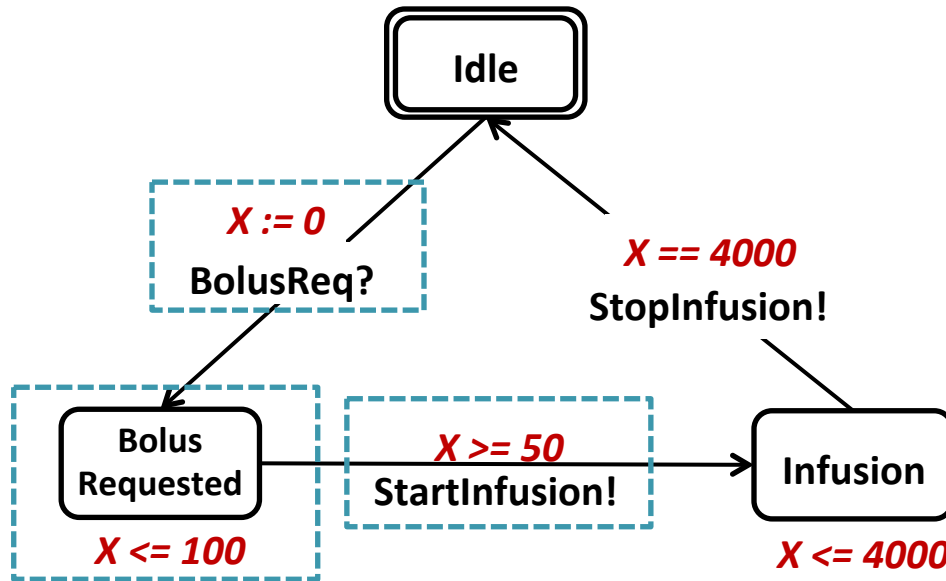 Idle
X := 0
BolusReq?
X == 4000
StopInfusion!
Bolus
Requested
X <= 100
X >= 50
StartInfusion!
Infusion
X <= 4000